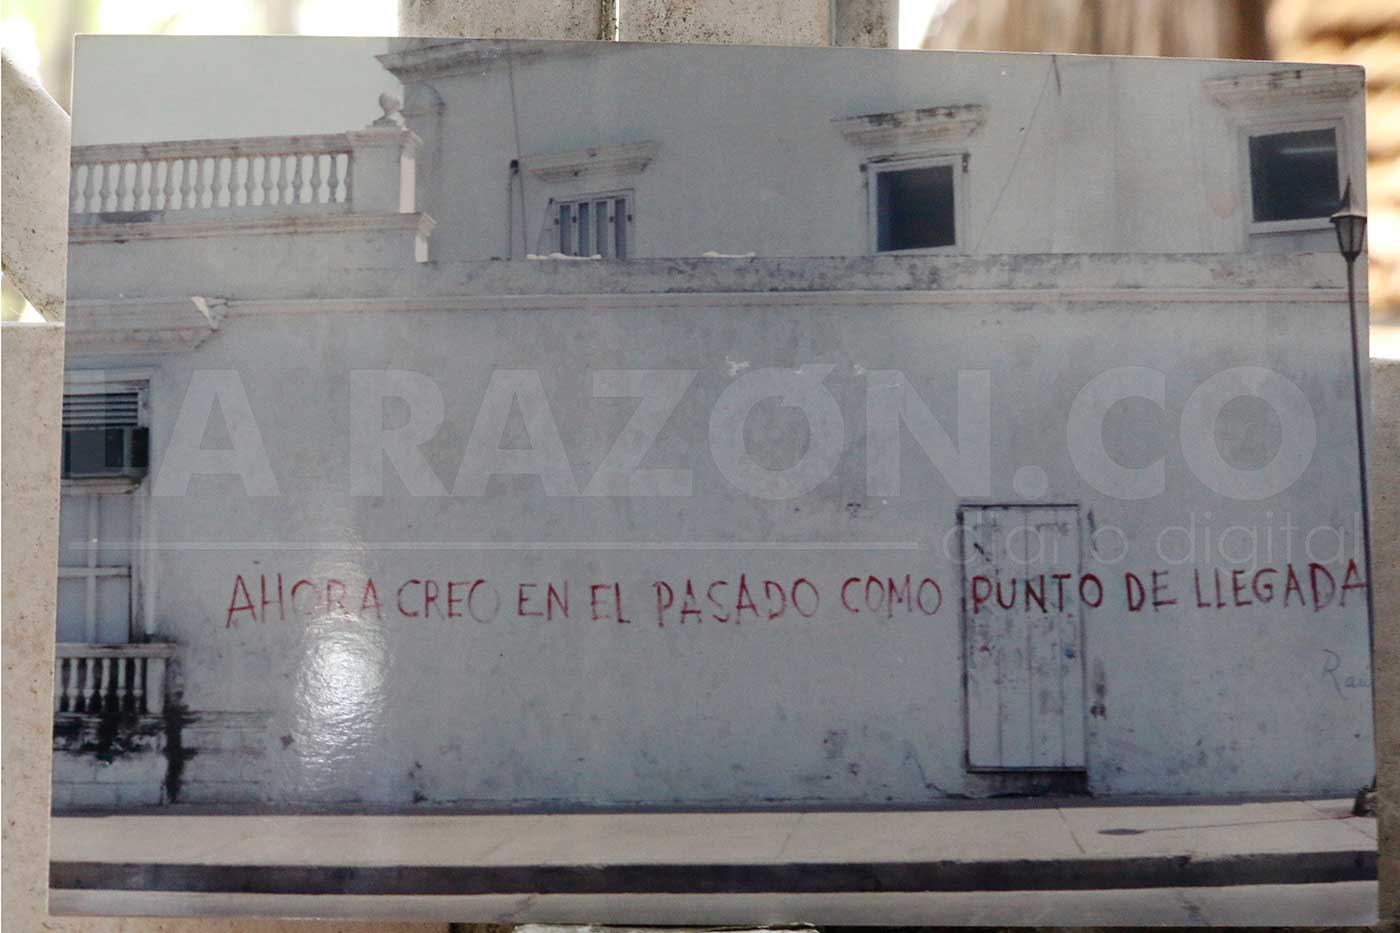 LA RAZÓN.CO
diario digital
AHORA CREO EN EL PASADO COMO PUNTO DE LLEGADA